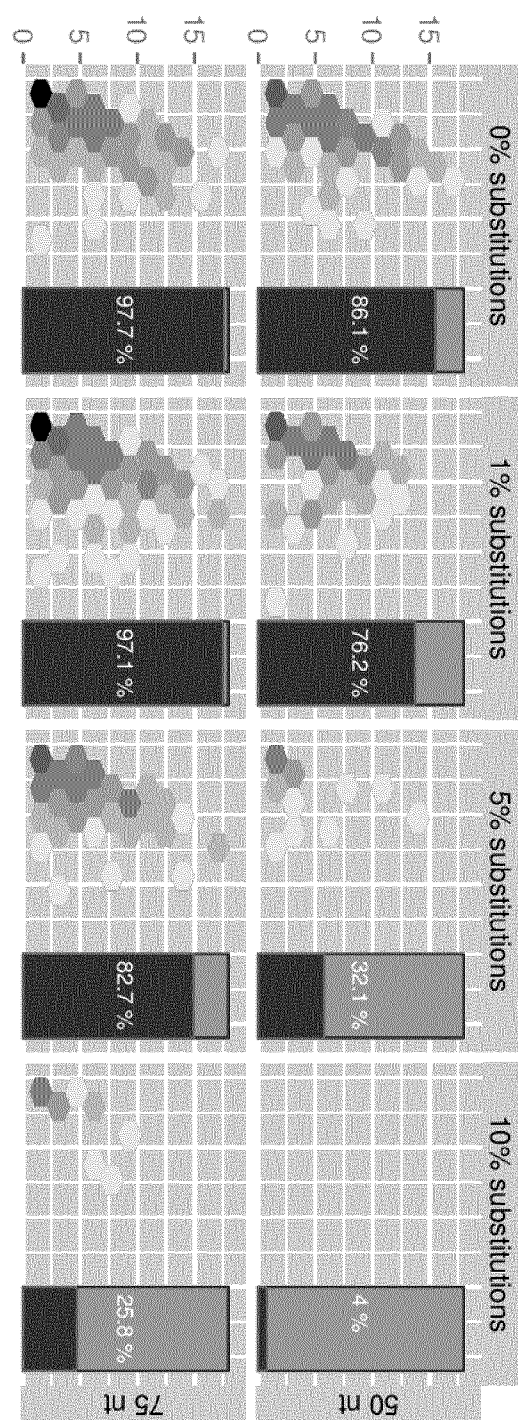 0% substitutions
1% substitutions
5% substitutions
10% substitutions
15
10
5
0
86.1 %
76.2 %
32.1 %
4 %
50 nt
15
10
5
0
97.7 %
97.1 %
82.7 %
25.8 %
75 nt